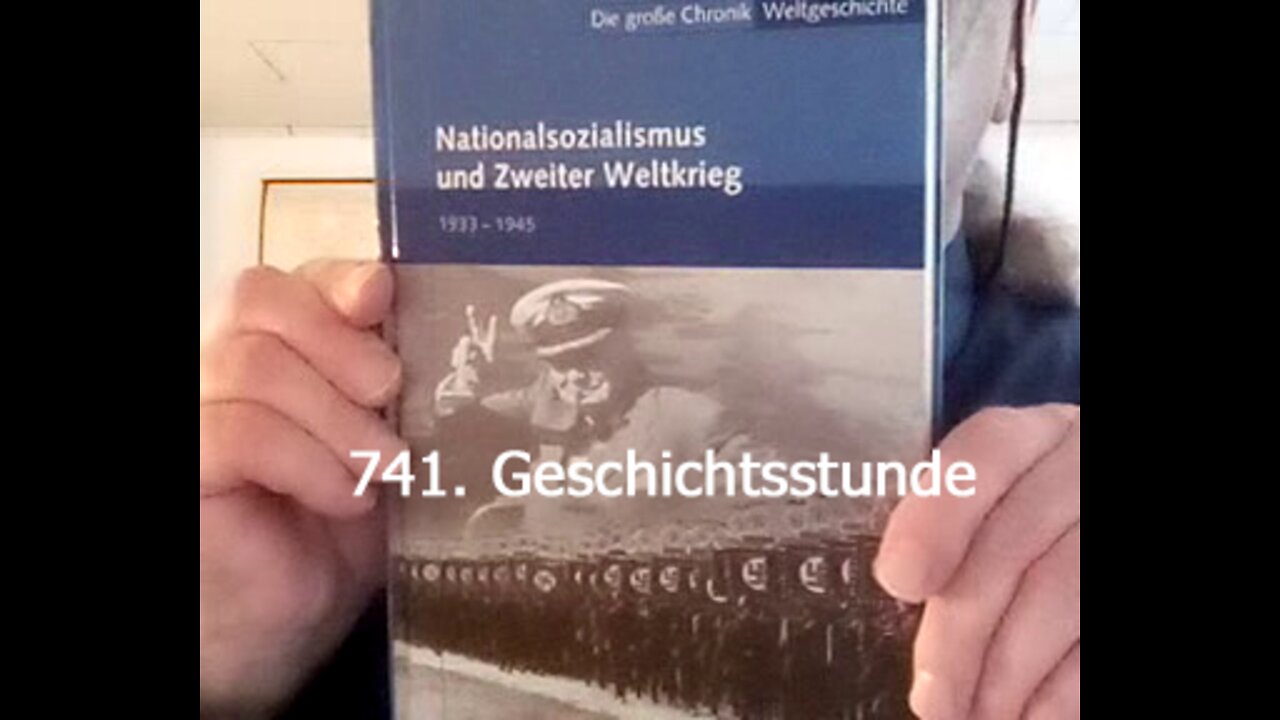 Die große Chronik Weltgeschichte
Nationalsozialismus
und Zweiter Weltkrieg
1933 – 1945
741. Geschichtsstunde